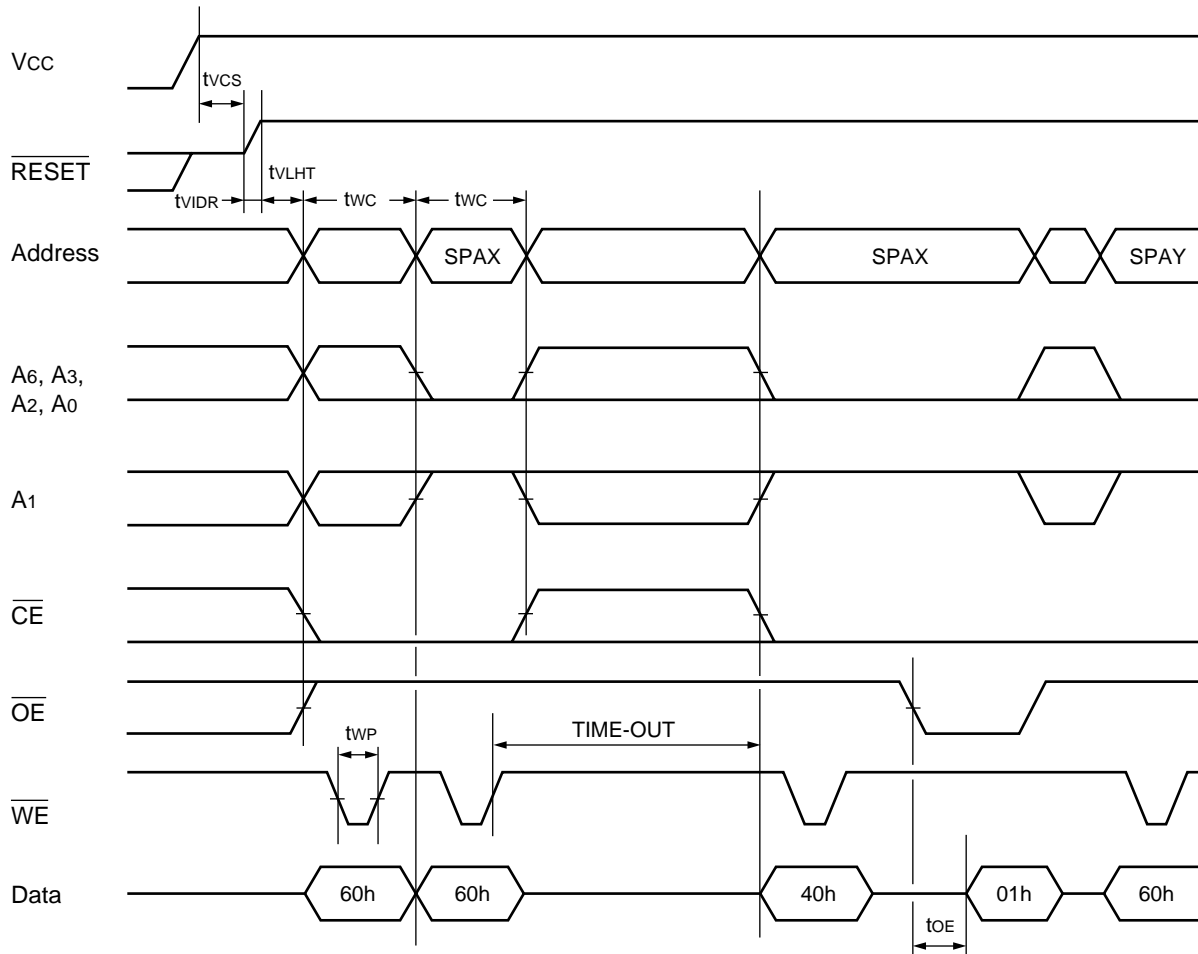 VCC
tVCS
RESET
tVLHT
tVIDR
tWC
tWC
Address
SPAX
SPAX
SPAY
A6, A3,
A2, A0
A1
CE
OE
TIME-OUT
tWP
WE
Data
60h
60h
40h
01h
60h
tOE